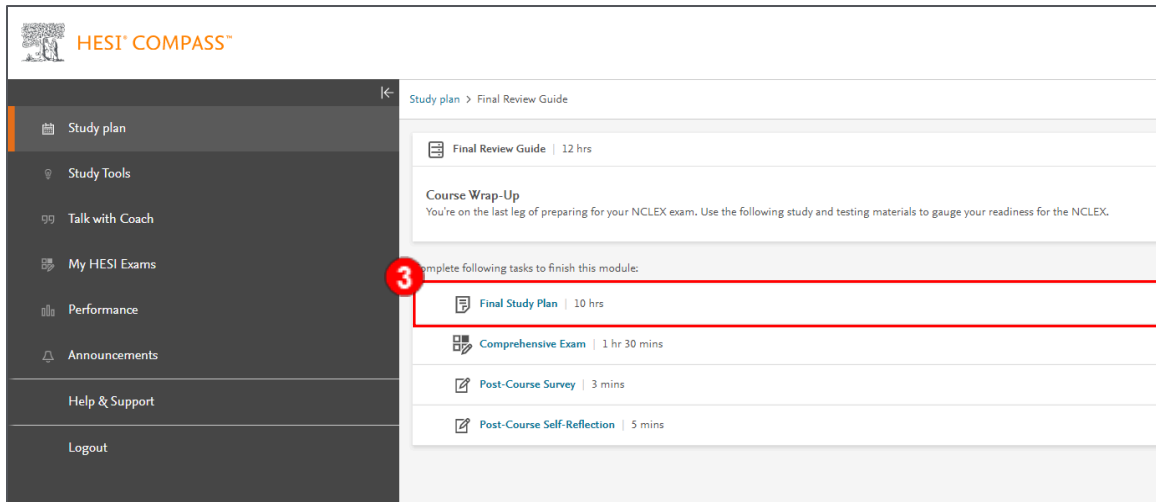 HESI® COMPASS™
Study plan
Study Tools
Talk with Coach
My HESI Exams
Performance
Announcements
Help & Support
Logout
Study plan > Final Review Guide
Final Review Guide | 12 hrs
Course Wrap-Up
You're on the last leg of preparing for your NCLEX exam. Use the following study and testing materials to gauge your readiness for the NCLEX.
3
omplete following tasks to finish this module:
Final Study Plan | 10 hrs
Comprehensive Exam | 1 hr 30 mins
Post-Course Survey | 3 mins
Post-Course Self-Reflection | 5 mins